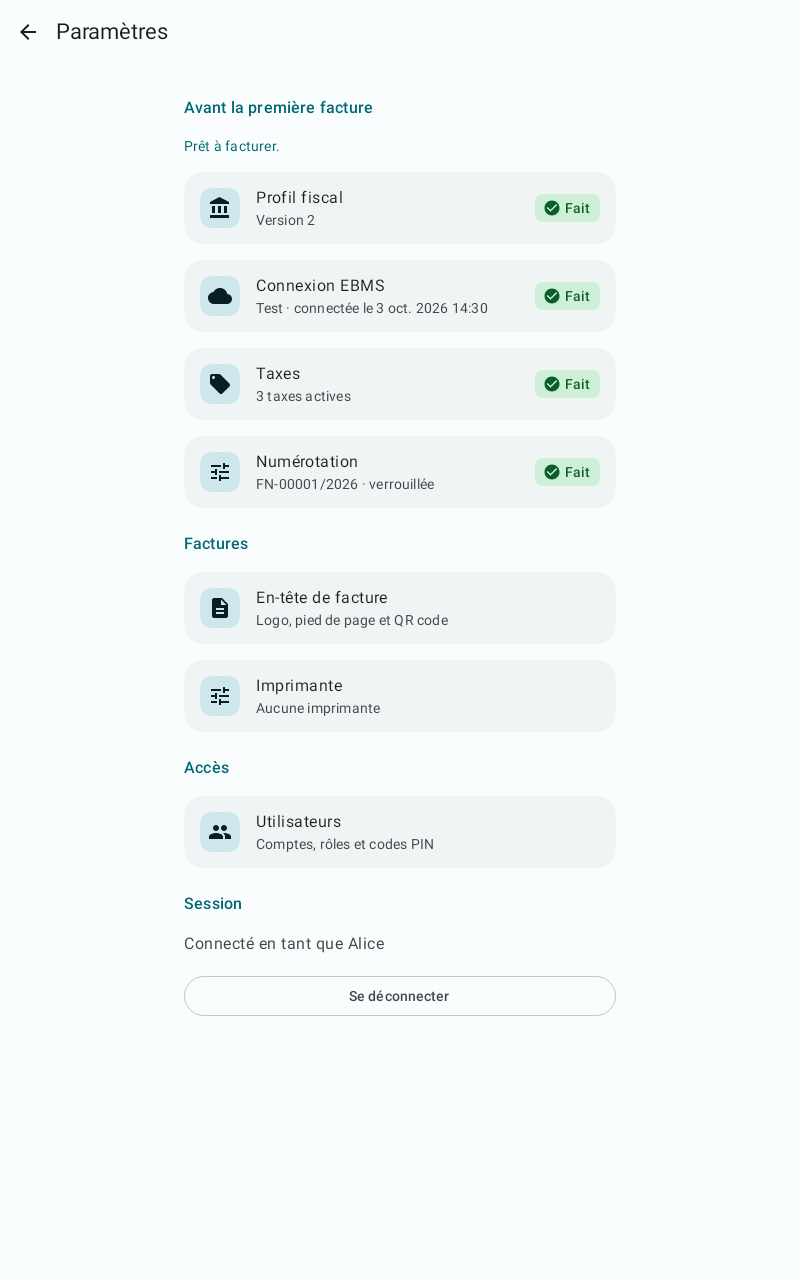 Paramètres
Avant la première facture
Prêt à facturer.
Profil fiscal
Version 2
Fait
Connexion EBMS
Test · connectée le 3 oct. 2026 14:30
Fait
Taxes
3 taxes actives
Fait
Numérotation
FN-00001/2026 · verrouillée
Fait
Factures
En-tête de facture
Logo, pied de page et QR code
Imprimante
Aucune imprimante
Accès
Utilisateurs
Comptes, rôles et codes PIN
Session
Connecté en tant que Alice
Se déconnecter